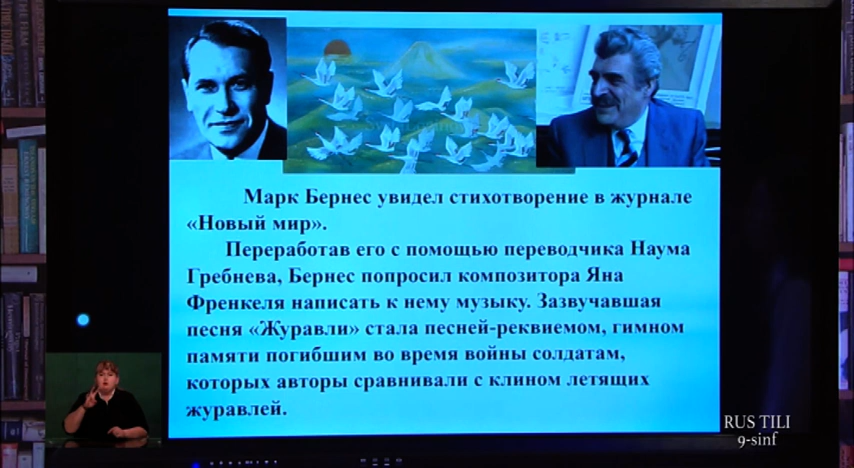 Марк Бернес увидел стихотворение в журнале
«Новый мир».
Переработав его с помощью переводчика Наума
Гребнева, Бернес попросил композитора Яна
Френкеля написать к нему музыку. Зазвучавшая
песня «Журавли» стала песней-реквиемом, гимном
памяти погибшим во время войны солдатам,
которых авторы сравнивали с клином летящих
журавлей.
RUS TILI
9-sinf